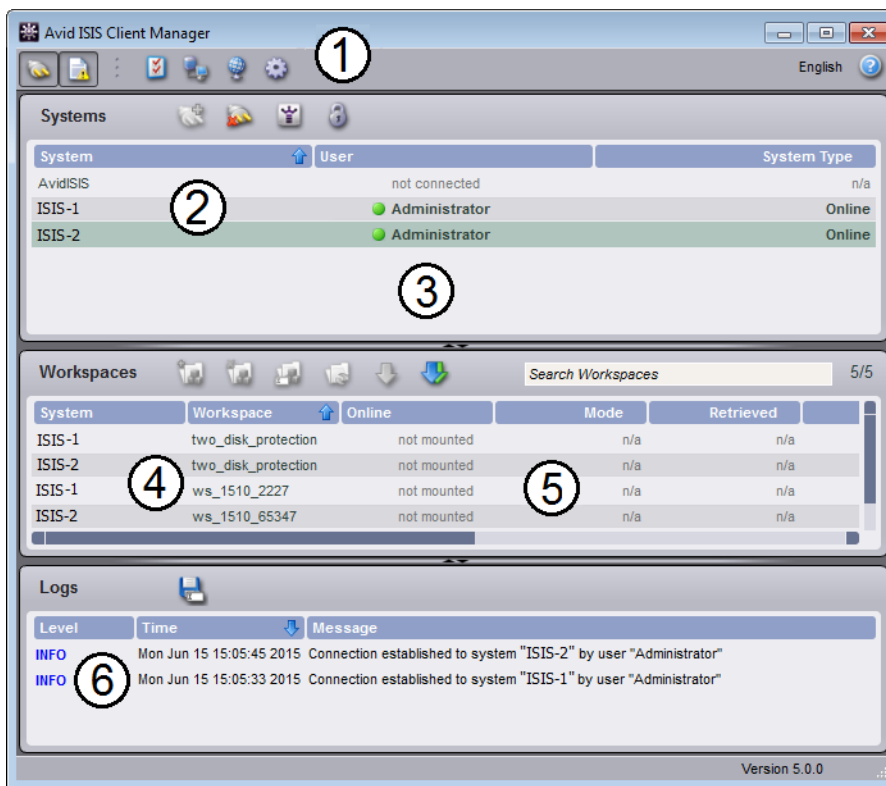 Avid ISIS Client Manager
1
English
Systems
System User System Type
AvidISIS not connected n/a
2
ISIS-1 Administrator Online
ISIS-2 Administrator Online
3
Workspaces Search Workspaces 5/5
System Workspace Online Mode Retrieved
ISIS-1 two_disk_protection not mounted n/a n/a
ISIS-2 two_disk_protection not mounted n/a n/a
4 5
ISIS-1 ws_1510_2227 not mounted n/a n/a
ISIS-2 ws_1510_65347 not mounted n/a n/a
Logs
Level Time Message
INFO Mon Jun 15 15:05:45 2015 Connection established to system "ISIS-2" by user "Administrator"
6
INFO Mon Jun 15 15:05:33 2015 Connection established to system "ISIS-1" by user "Administrator"
Version 5.0.0